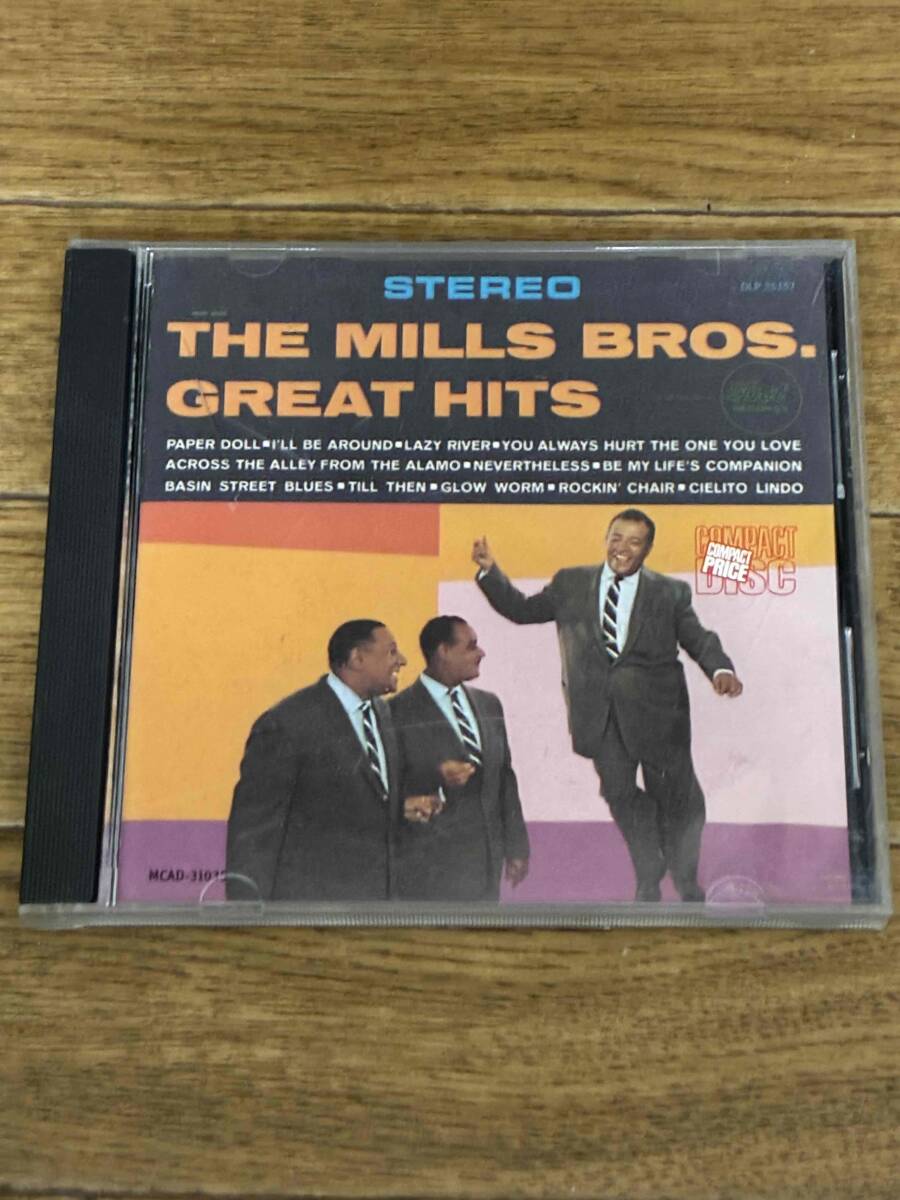 STEREO
DLP 25157
THE MILLS BROS.
GREAT HITS
PAPER DOLL▪I'LL BE AROUND▪LAZY RIVER▪YOU ALWAYS HURT THE ONE YOU LOVE
ACROSS THE ALLEY FROM THE ALAMO▪NEVERTHELESS▪BE MY LIFE'S COMPANION
BASIN STREET BLUES▪TILL THEN▪GLOW WORM▪ROCKIN' CHAIR▪CIELITO LINDO
COMPACT
COMPACT
PRICE
DISC